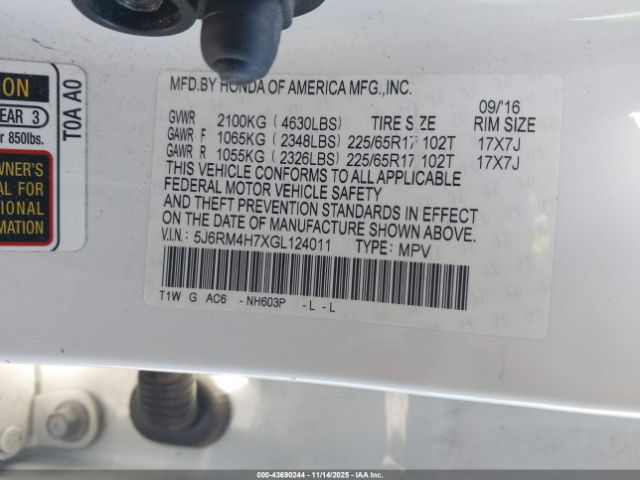 ION
EAR 3
r 850lbs.
WNER'S
AL FOR
TIONAL
RMATION
T0A A0
MFD.BY HONDA OF AMERICA MFG.,INC.
09/'16
GVWR 2100KG ( 4630LBS) TIRE SIZE RIM SIZE
GAWR F 1065KG ( 2348LBS) 225/65R17 102T 17X7J
GAWR R 1055KG ( 2326LBS) 225/65R17 102T 17X7J
THIS VEHICLE CONFORMS TO ALL APPLICABLE
FEDERAL MOTOR VEHICLE SAFETY
AND THEFT PREVENTION STANDARDS IN EFFECT
ON THE DATE OF MANUFACTURE SHOWN ABOVE.
V.I.N.: 5J6RM4H7XGL124011 TYPE: MPV
T1W G AC6 - NH603P - L - L
000-43690244 - 11/14/2025 - IAA Inc.